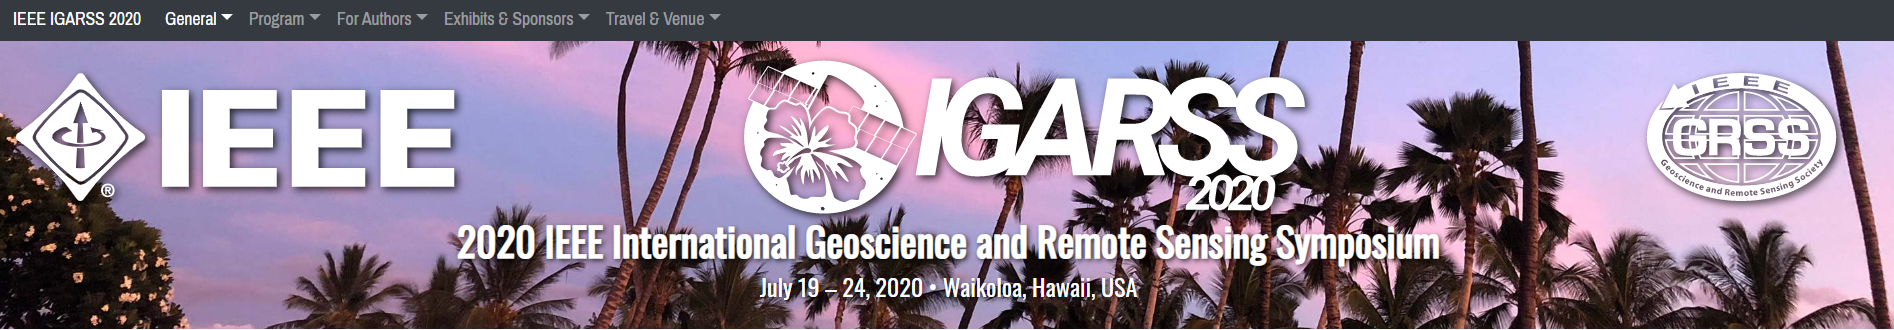 IEEE IGARSS 2020 General Program For Authors Exhibits & Sponsors Travel & Venue
IEEE
®
IGARSS
2020
IEEE
GRSS
Geoscience and Remote Sensing Society
2020 IEEE International Geoscience and Remote Sensing Symposium
July 19 – 24, 2020 • Waikoloa, Hawaii, USA